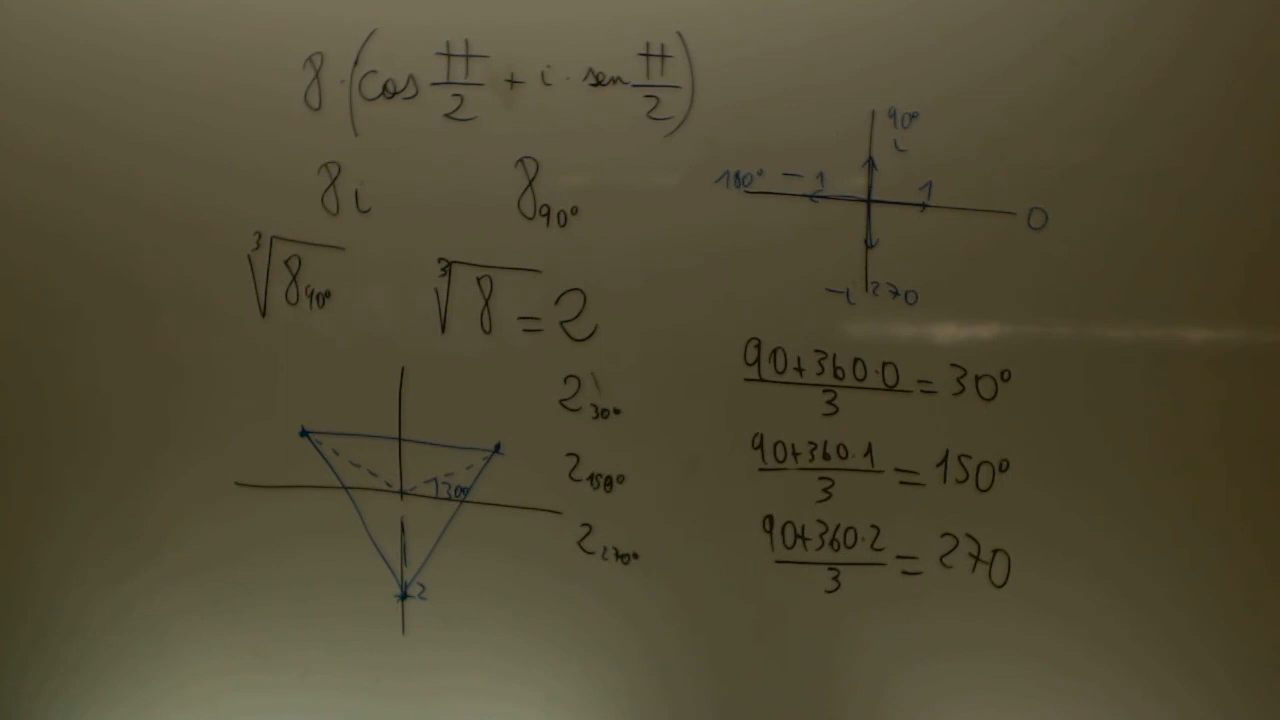 8·(cos π/2 + i·sen π/2)
8i
8₉₀°
∛8₉₀°
∛8 = 2
90°
i
180° -1
1
0
-i 270
2₃₀°
2₁₅₀°
2₂₇₀°
30°
2
(90+360·0)/3 = 30°
(90+360·1)/3 = 150°
(90+360·2)/3 = 270